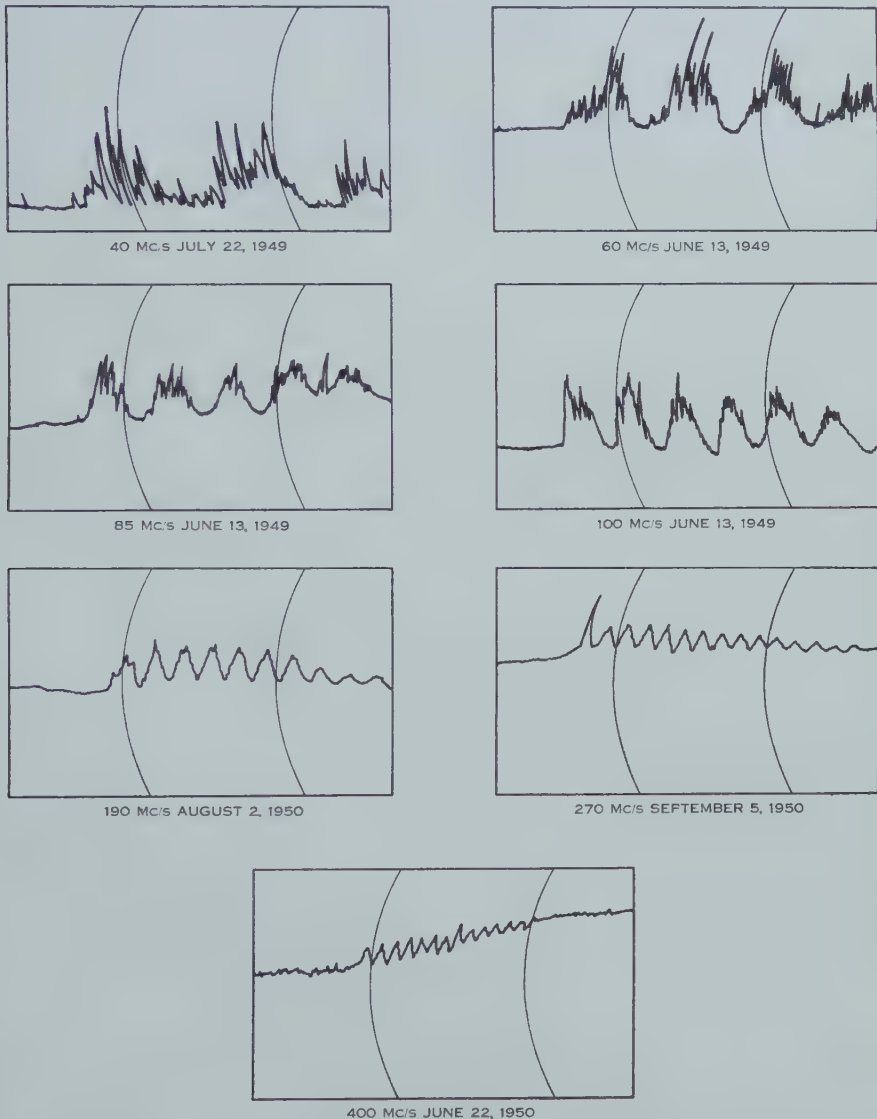 40 Mc/s JULY 22, 1949
60 Mc/s JUNE 13, 1949
85 Mc/s JUNE 13, 1949
100 Mc/s JUNE 13, 1949
190 Mc/s AUGUST 2, 1950
270 Mc/s SEPTEMBER 5, 1950
400 Mc/s JUNE 22, 1950